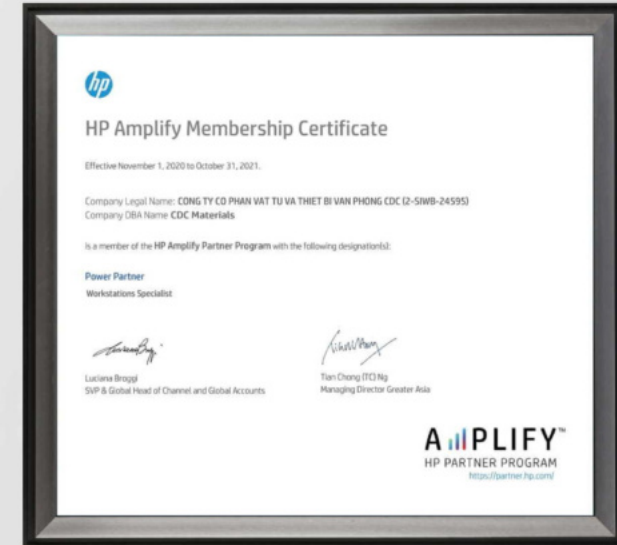 hp
HP Amplify Membership Certificate
Effective November 1, 2020 to October 31, 2021.
Company Legal Name: CONG TY CO PHAN VAT TU VA THIET BI VAN PHONG CDC (2-SIWB-24595)
Company DBA Name CDC Materials
is a member of the HP Amplify Partner Program with the following designation(s):
Power Partner
Workstations Specialist
Luciana Broggi
SVP & Global Head of Channel and Global Accounts
Tian Chong (TC) Ng
Managing Director Greater Asia
AMPLIFY™
HP PARTNER PROGRAM
https://partner.hp.com/